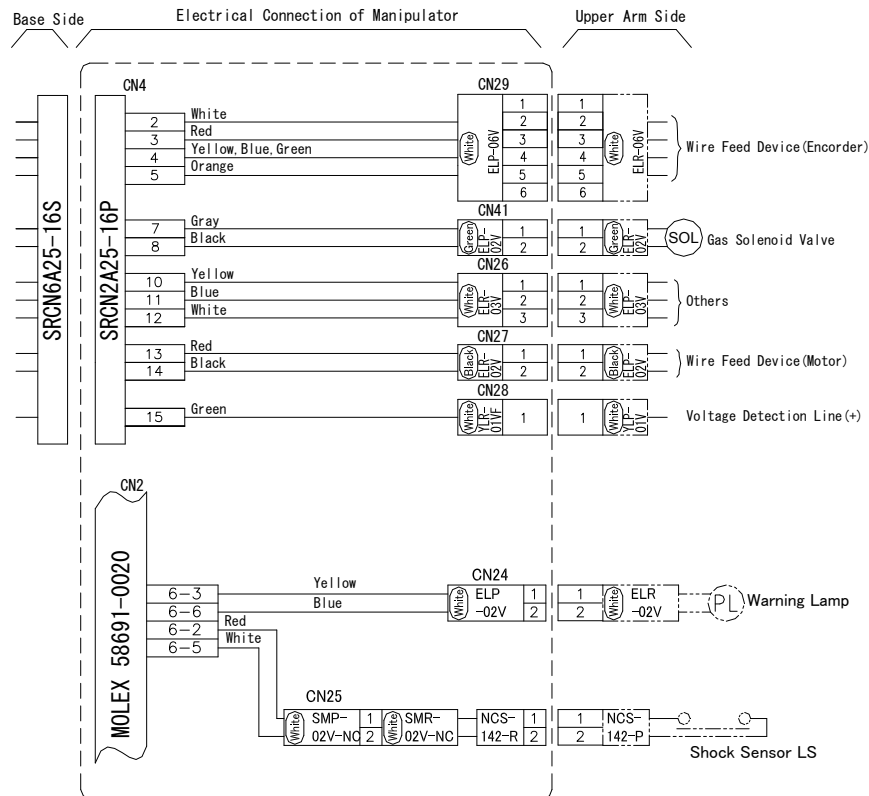 Base Side
Electrical Connection of Manipulator
Upper Arm Side
CN4
CN29
SRCN6A25-16S
SRCN2A25-16P
2 White
3 Red
4 Yellow, Blue, Green
5 Orange
White
ELP-06V
1
2
3
4
5
6
1
2
3
4
5
6
White
ELR-06V
Wire Feed Device(Encorder)
CN41
7 Gray
8 Black
Green
ELP-
02V
1
2
1
2
Green
ELR-
02V
SOL
Gas Solenoid Valve
CN26
10 Yellow
11 Blue
12 White
White
ELR-
03V
1
2
3
1
2
3
White
ELP-
03V
Others
CN27
13 Red
14 Black
Black
ELR-
02V
1
2
1
2
Black
ELP-
02V
Wire Feed Device(Motor)
CN28
15 Green
White
YLR-
01VF
1
1
White
YLP-
01V
Voltage Detection Line(+)
CN2
MOLEX 58691-0020
6-3 Yellow
6-6 Blue
6-2 Red
6-5 White
CN24
White
ELP
-02V
1
2
1
2
White
ELR
-02V
PL
Warning Lamp
CN25
White
SMP-
02V-NC
1
2
White
SMR-
02V-NC
NCS-
142-R
1
2
1
2
NCS-
142-P
Shock Sensor LS